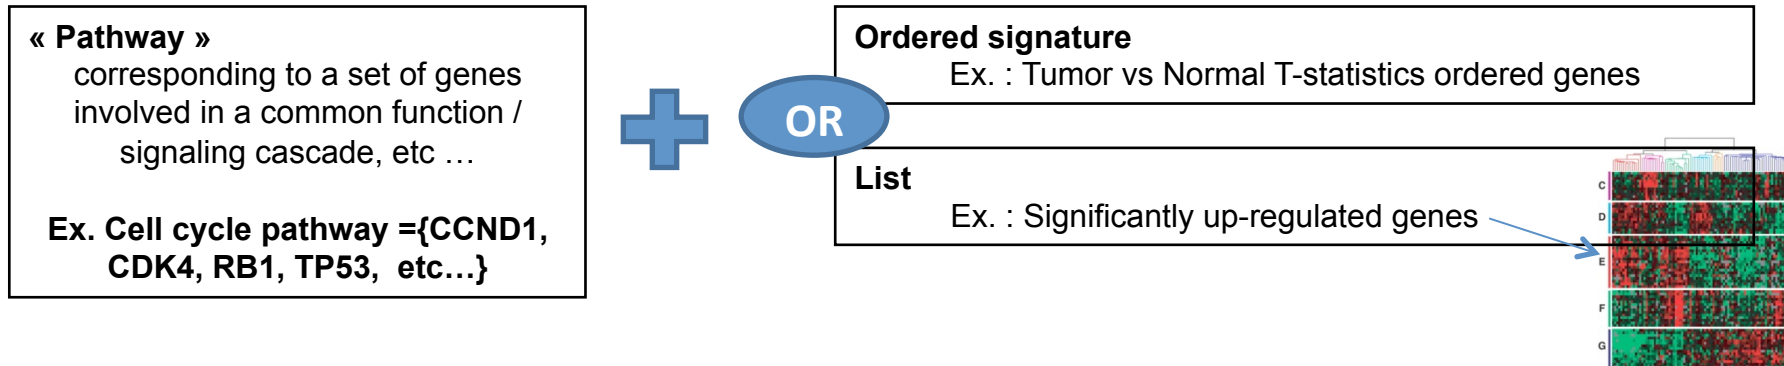 « Pathway »
corresponding to a set of genes
involved in a common function /
signaling cascade, etc …
Ex. Cell cycle pathway ={CCND1,
CDK4, RB1, TP53, etc…}
OR
Ordered signature
Ex. : Tumor vs Normal T-statistics ordered genes
List
Ex. : Significantly up-regulated genes
C
D
E
F
G